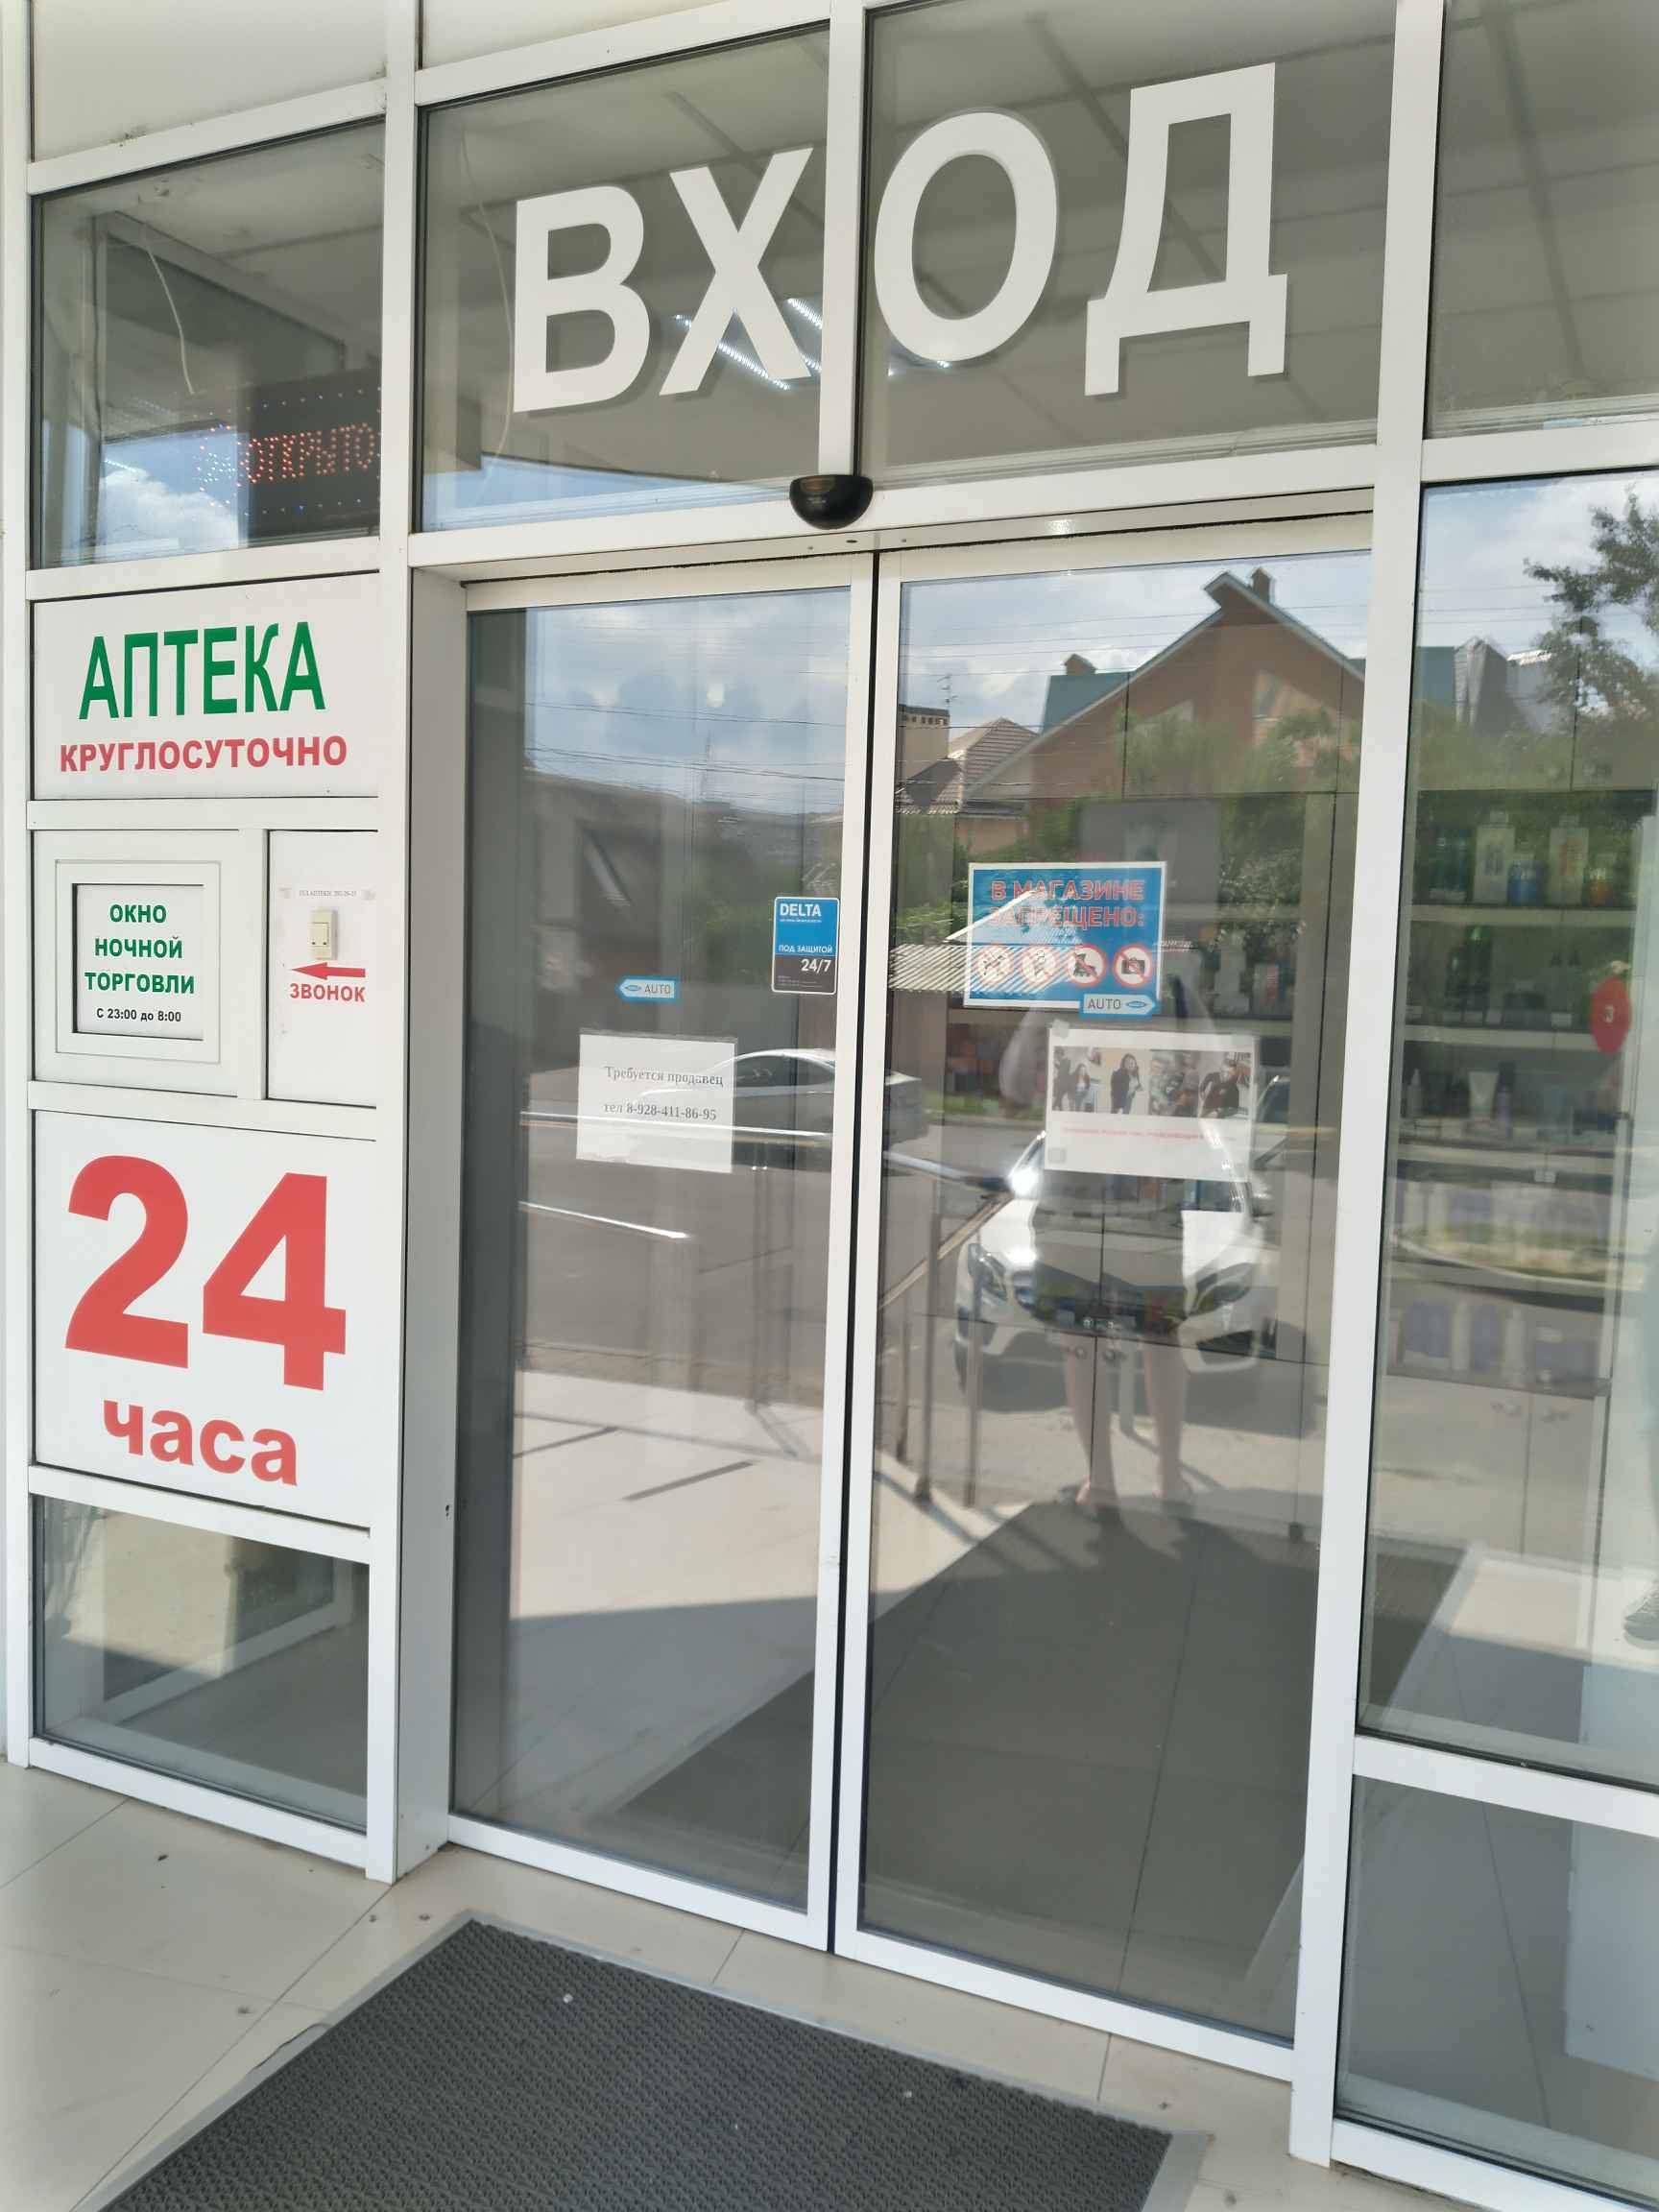 ВХОД
ОТКРЫТО
АПТЕКА
КРУГЛОСУТОЧНО
ОКНО
НОЧНОЙ
ТОРГОВЛИ
С 23:00 до 8:00
ЗВОНОК
24
часа
DELTA
ПОД ЗАЩИТОЙ
24/7
AUTO
Требуется продавец
тел 8-928-411-86-95
В МАГАЗИНЕ
ЗАПРЕЩЕНО:
AUTO
З